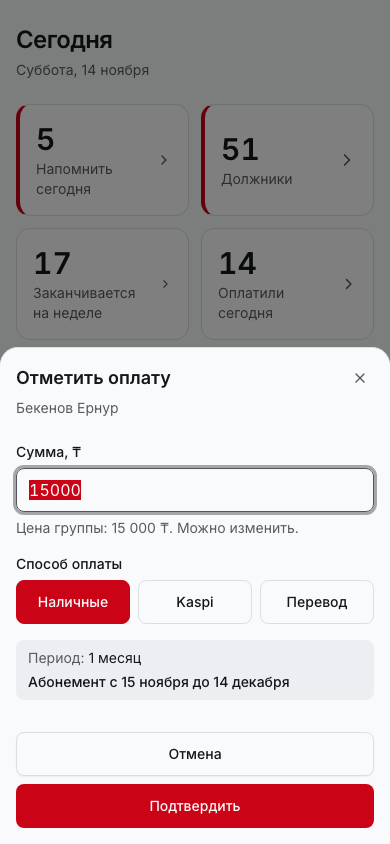 Сегодня
Суббота, 14 ноября
5
Напомнить
сегодня
51
Должники
17
Заканчивается
на неделе
14
Оплатили
сегодня
Отметить оплату
Бекенов Ернур
Сумма, ₸
15000
Цена группы: 15 000 ₸. Можно изменить.
Способ оплаты
Наличные
Kaspi
Перевод
Период: 1 месяц
Абонемент с 15 ноября до 14 декабря
Отмена
Подтвердить